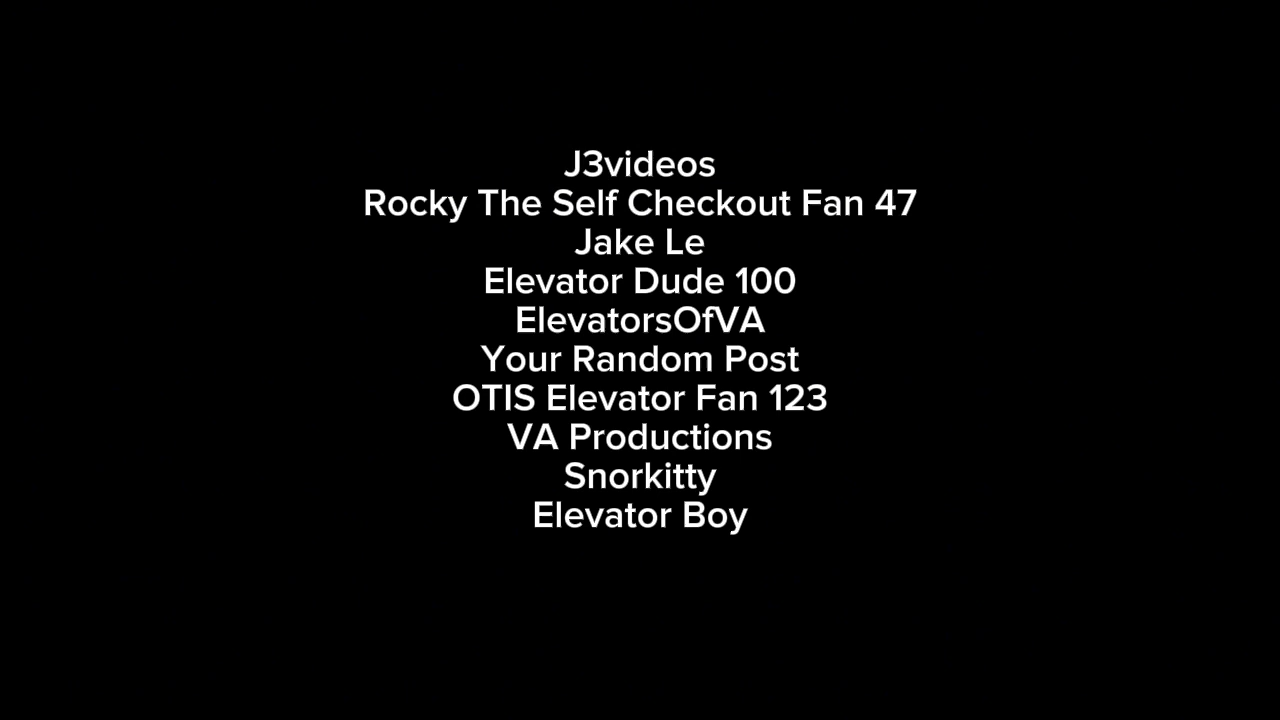 J3videos
Rocky The Self Checkout Fan 47
Jake Le
Elevator Dude 100
ElevatorsOfVA
Your Random Post
OTIS Elevator Fan 123
VA Productions
Snorkitty
Elevator Boy